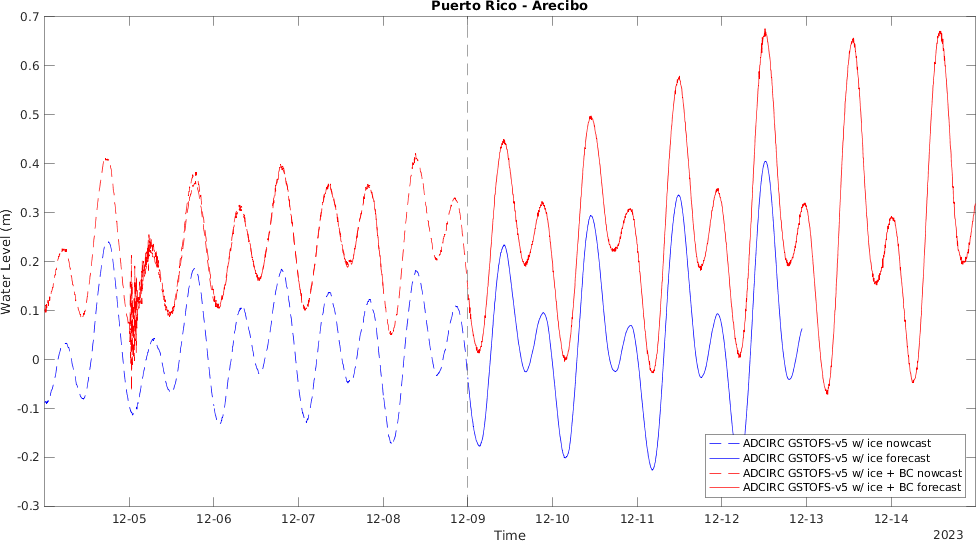 Puerto Rico - Arecibo
0.7
0.6
0.5
0.4
0.3
0.2
0.1
0
-0.1
-0.2
-0.3
Water Level (m)
12-05 12-06 12-07 12-08 12-09 12-10 12-11 12-12 12-13 12-14
Time
2023
ADCIRC GSTOFS-v5 w/ ice nowcast
ADCIRC GSTOFS-v5 w/ ice forecast
ADCIRC GSTOFS-v5 w/ ice + BC nowcast
ADCIRC GSTOFS-v5 w/ ice + BC forecast